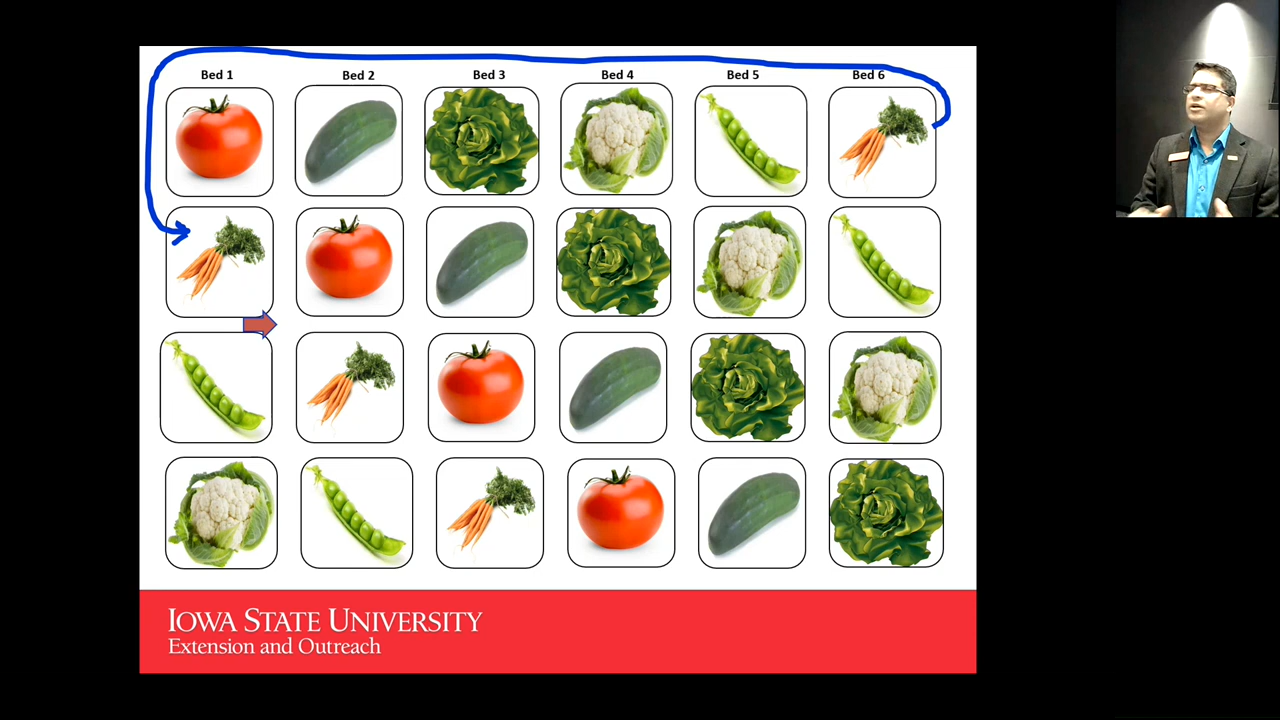 Bed 1 Bed 2 Bed 3 Bed 4 Bed 5 Bed 6
IOWA STATE UNIVERSITY
Extension and Outreach